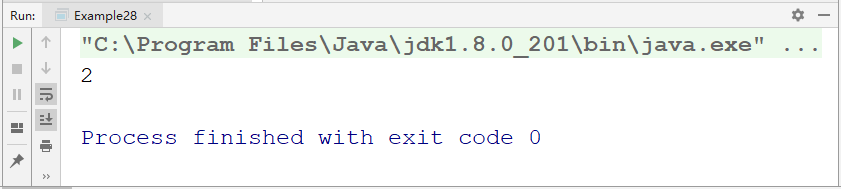 Run: Example28
"C:\Program Files\Java\jdk1.8.0_201\bin\java.exe" ...
2
Process finished with exit code 0